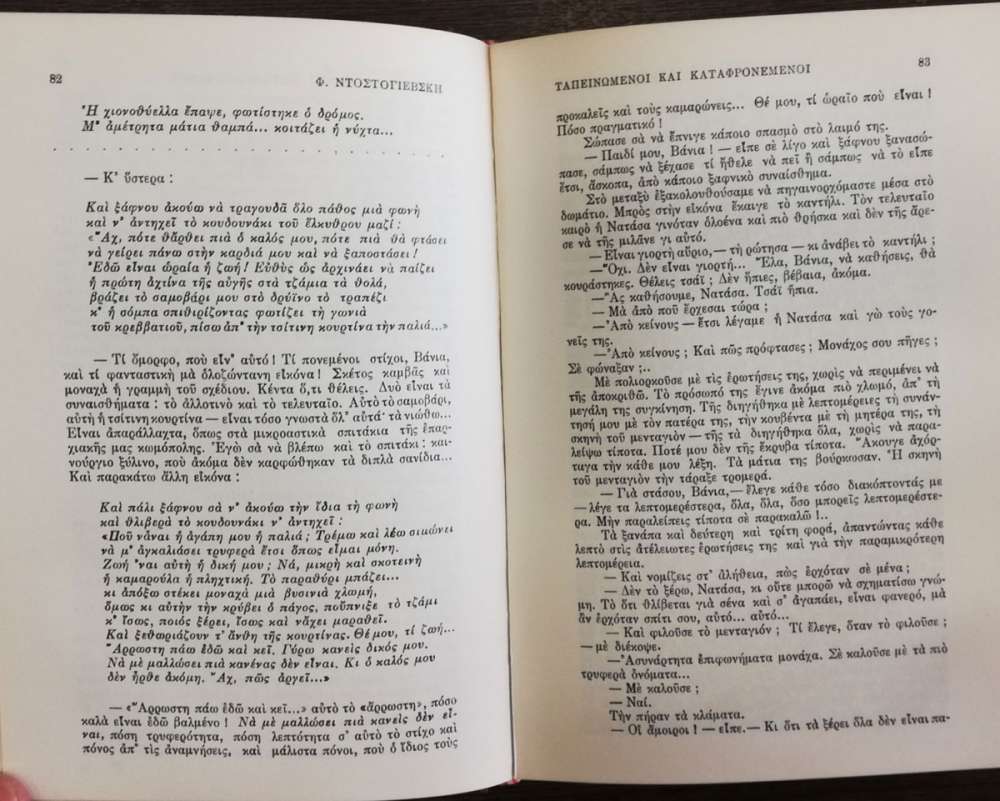 82
Φ. ΝΤΟΣΤΟΓΙΕΒΣΚΗ
Ἡ χιονοθύελλα ἔπαψε, φωτίστηκε ὁ δρόμος.
Μ' ἀμέτρητα μάτια θαμπά... κοιτάζει ἡ νύχτα...
. . . . . . . . . . . . . . . . . . . . . . . .
— Κ' ὕστερα :
Καὶ ξάφνου ἀκούω νὰ τραγουδᾶ ὅλο πάθος μιὰ φωνὴ
καὶ ν' ἀντηχεῖ τὸ κουδουνάκι τοῦ ἕλκυθρου μαζί :
«Ἄχ, πότε θἄρθει πιὰ ὁ καλός μου, πότε πιὰ θὰ φτάσει
νὰ γείρει πάνω στὴν καρδιά μου καὶ νὰ ξαποστάσει!
Ἐδῶ εἶναι ὡραία ἡ ζωή! Εὐθὺς ὡς ἀρχινάει νὰ παίζει
ἡ πρώτη ἀχτίνα τῆς αὐγῆς στὰ τζάμια τὰ θολά,
βράζει τὸ σαμοβάρι μου στὸ δρύϊνο τὸ τραπέζι
κ' ἡ σόμπα σπιθιρίζοντας φωτίζει τὴ γωνιὰ
τοῦ κρεββατιοῦ, πίσω ἀπ' τὴν τσίτινη κουρτίνα τὴν παλιά...»
— Τί ὄμορφο, ποὺ εἶν' αὐτό! Τί πονεμένοι στίχοι, Βάνια,
καὶ τί φανταστικὴ μὰ ὁλοζώντανη εἰκόνα! Σκέτος καμβᾶς καὶ
μοναχὰ ἡ γραμμὴ τοῦ σχέδιου. Κέντα ὅ,τι θέλεις. Δυὸ εἶναι τὰ
συναισθήματα : τὸ ἀλλοτινὸ καὶ τὸ τελευταῖο. Αὐτὸ τὸ σαμοβάρι,
αὐτὴ ἡ τσίτινη κουρτίνα — εἶναι τόσο γνωστὰ ὅλ' αὐτά· τὰ νιώθω...
Εἶναι ἀπαράλλαχτα, ὅπως στὰ μικροαστικὰ σπιτάκια τῆς ἐπαρ-
χιακῆς μας κωμόπολης. Ἐγὼ σὰ νὰ βλέπω καὶ τὸ σπιτάκι : και-
νούργιο ξύλινο, ποὺ ἀκόμα δὲν καρφώθηκαν τὰ διπλὰ σανίδια...
Καὶ παρακάτω ἄλλη εἰκόνα :
Καὶ πάλι ξάφνου σὰ ν' ἀκούω τὴν ἴδια τὴ φωνὴ
καὶ θλιβερὰ τὸ κουδουνάκι ν' ἀντηχεῖ :
«Ποῦ νἆναι ἡ ἀγάπη μου ἡ παλιά; Τρέμω καὶ λέω σιμώνει
νὰ μ' ἀγκαλιάσει τρυφερὰ ἔτσι ὅπως εἶμαι μόνη.
Ζωὴ 'ναι αὐτὴ ἡ δική μου ; Νά, μικρὴ καὶ σκοτεινὴ
ἡ καμαρούλα ἡ πληχτική. Τὸ παραθύρι μπάζει...
κι ἀπόξω στέκει μοναχὰ μιὰ βυσινιὰ χλωμή,
ὅμως κι αὐτὴν τὴν κρύβει ὁ πάγος, ποὔπνιξε τὸ τζάμι
κ' ἴσως, ποιὸς ξέρει, ἴσως καὶ νἄχει μαραθεῖ.
Καὶ ξεθωριάζουν τ' ἄνθη τῆς κουρτίνας. Θέ μου, τί ζωή...
Ἄρρωστη πάω ἐδῶ καὶ κεῖ. Γύρω κανεὶς δικός μου.
Νὰ μὲ μαλλώσει πιὰ κανένας δὲν εἶναι. Κι ὁ καλός μου
δὲν ἦρθε ἀκόμη. Ἄχ, πῶς ἀργεῖ...»
— «Ἄρρωστη πάω ἐδῶ καὶ κεῖ...» αὐτὸ τὸ «ἄρρωστη», πόσο
καλὰ εἶναι ἐδῶ βαλμένο! Νὰ μὲ μαλλώσει πιὰ κανεὶς δὲν εἶ-
ναι, πόση τρυφερότητα, πόση λεπτότητα σ' αὐτὸ τὸ στίχο καὶ
πόνος ἀπ' τὶς ἀναμνήσεις, καὶ μάλιστα πόνοι, ποὺ ὁ ἴδιος τοὺς
ΤΑΠΕΙΝΩΜΕΝΟΙ ΚΑΙ ΚΑΤΑΦΡΟΝΕΜΕΝΟΙ
83
προκαλεῖς καὶ τοὺς καμαρώνεις... Θέ μου, τί ὡραῖο ποὺ εἶναι!
Πόσο πραγματικό!
Σώπασε σὰ νὰ ἔπνιγε κάποιο σπασμὸ στὸ λαιμό της.
— Παιδί μου, Βάνια! — εἶπε σὲ λίγο καὶ ξάφνου ξανασώ-
πασε, σάμπως νὰ ξέχασε τί ἤθελε νὰ πεῖ ἢ σάμπως νὰ τὸ εἶπε
ἔτσι, ἄσκοπα, ἀπὸ κάποιο ξαφνικὸ συναίσθημα.
Στὸ μεταξὺ ἐξακολουθούσαμε νὰ πηγαινορχόμαστε μέσα στὸ
δωμάτιο. Μπρὸς στὴν εἰκόνα ἔκαιγε τὸ καντήλι. Τὸν τελευταῖο
καιρὸ ἡ Νατάσα γινόταν ὁλοένα καὶ πιὸ θρήσκα καὶ δὲν τῆς ἄρε-
σε νὰ τῆς μιλᾶνε γι αὐτό.
— Εἶναι γιορτὴ αὔριο,— τὴ ρώτησα — κι ἀνάβει τὸ καντήλι ;
— Ὄχι. Δὲν εἶναι γιορτή... Ἔλα, Βάνια, νὰ καθήσεις, θὰ
κουράστηκες. Θέλεις τσάϊ ; Δὲν ἤπιες, βέβαια, ἀκόμα.
— Ἂς καθήσουμε, Νατάσα. Τσάϊ ἤπια.
— Μὰ ἀπὸ ποῦ ἔρχεσαι τώρα ;
— Ἀπὸ κείνους — ἔτσι λέγαμε ἡ Νατάσα καὶ γὼ τοὺς γο-
νεῖς της.
— Ἀπὸ κείνους ; Καὶ πῶς πρόφτασες ; Μονάχος σου πῆγες ;
Σὲ φώναξαν ;..
Μὲ πολιορκοῦσε μὲ τὶς ἐρωτήσεις της, χωρὶς νὰ περιμένει νὰ
τῆς ἀποκριθῶ. Τὸ πρόσωπό της ἔγινε ἀκόμα πιὸ χλωμό, ἀπ' τὴ
μεγάλη της συγκίνηση. Τῆς διηγήθηκα μὲ λεπτομέρειες τὴ συνάν-
τησή μου μὲ τὸν πατέρα της, τὴν κουβέντα μὲ τὴ μητέρα της, τὴ
σκηνὴ τοῦ μενταγιὸν — τῆς τὰ διηγήθηκα ὅλα, χωρὶς νὰ παρα-
λείψω τίποτα. Ποτέ μου δὲν τῆς ἔκρυβα τίποτα. Ἄκουγε ἀχόρ-
ταγα τὴν κάθε μου λέξη. Τὰ μάτια της βούρκωσαν. Ἡ σκηνὴ
τοῦ μενταγιὸν τὴν τάραξε τρομερά.
— Γιὰ στάσου, Βάνια,— ἔλεγε κάθε τόσο διακόπτοντάς με
— λέγε τα λεπτομερέστερα, ὅλα, ὅλα, ὅσο μπορεῖς λεπτομερέστε-
ρα. Μὴν παραλείπεις τίποτα σὲ παρακαλῶ!..
Τὰ ξανάπα καὶ δεύτερη καὶ τρίτη φορά, ἀπαντώντας κάθε
λεπτὸ στὶς ἀτέλειωτες ἐρωτήσεις της καὶ γιὰ τὴν παραμικρότερη
λεπτομέρεια.
— Καὶ νομίζεις στ' ἀλήθεια, πὼς ἐρχόταν σὲ μένα ;
— Δὲν τὸ ξέρω, Νατάσα, κι οὔτε μπορῶ νὰ σχηματίσω γνώ-
μη. Τὸ ὅτι θλίβεται γιὰ σένα καὶ σ' ἀγαπάει, εἶναι φανερό, μὰ
ἂν ἐρχόταν σπίτι σου, αὐτό... αὐτό...
— Καὶ φιλοῦσε τὸ μενταγιόν ; Τί ἔλεγε, ὅταν τὸ φιλοῦσε ;
— μὲ διέκοψε.
— Ἀσυνάρτητα ἐπιφωνήματα μονάχα. Σὲ καλοῦσε μὲ τὰ πιὸ
τρυφερὰ ὀνόματα...
— Μὲ καλοῦσε ;
— Ναί.
Τὴν πῆραν τὰ κλάματα.
— Οἱ ἄμοιροι! — εἶπε.— Κι ὅτι τὰ ξέρει ὅλα δὲν εἶναι πα-